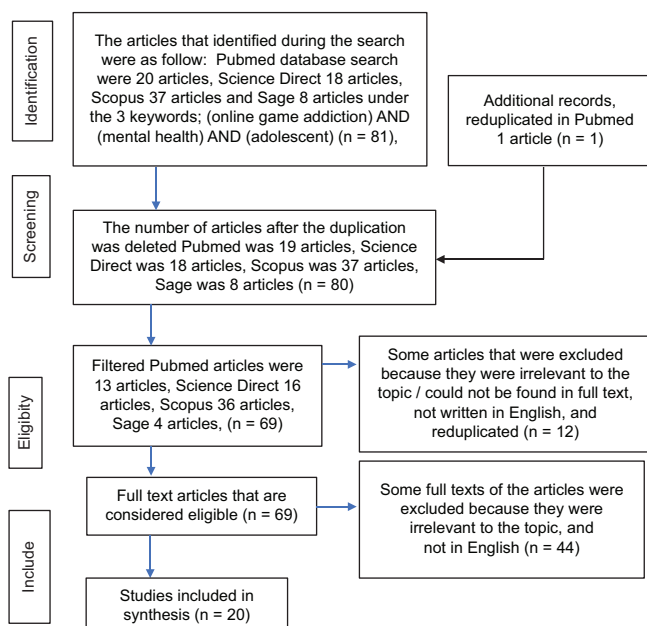 Identification
The articles that identified during the search
were as follow: Pubmed database search
were 20 articles, Science Direct 18 articles,
Scopus 37 articles and Sage 8 articles under
the 3 keywords; (online game addiction) AND
(mental health) AND (adolescent) (n = 81),
Additional records,
reduplicated in Pubmed
1 article (n = 1)
Screening
The number of articles after the duplication
was deleted Pubmed was 19 articles, Science
Direct was 18 articles, Scopus was 37 articles,
Sage was 8 articles (n = 80)
Eligibity
Filtered Pubmed articles were
13 articles, Science Direct 16
articles, Scopus 36 articles,
Sage 4 articles, (n = 69)
Some articles that were excluded
because they were irrelevant to the
topic / could not be found in full text,
not written in English, and
reduplicated (n = 12)
Full text articles that are
considered eligible (n = 69)
Some full texts of the articles were
excluded because they were
irrelevant to the topic, and
not in English (n = 44)
Include
Studies included in
synthesis (n = 20)